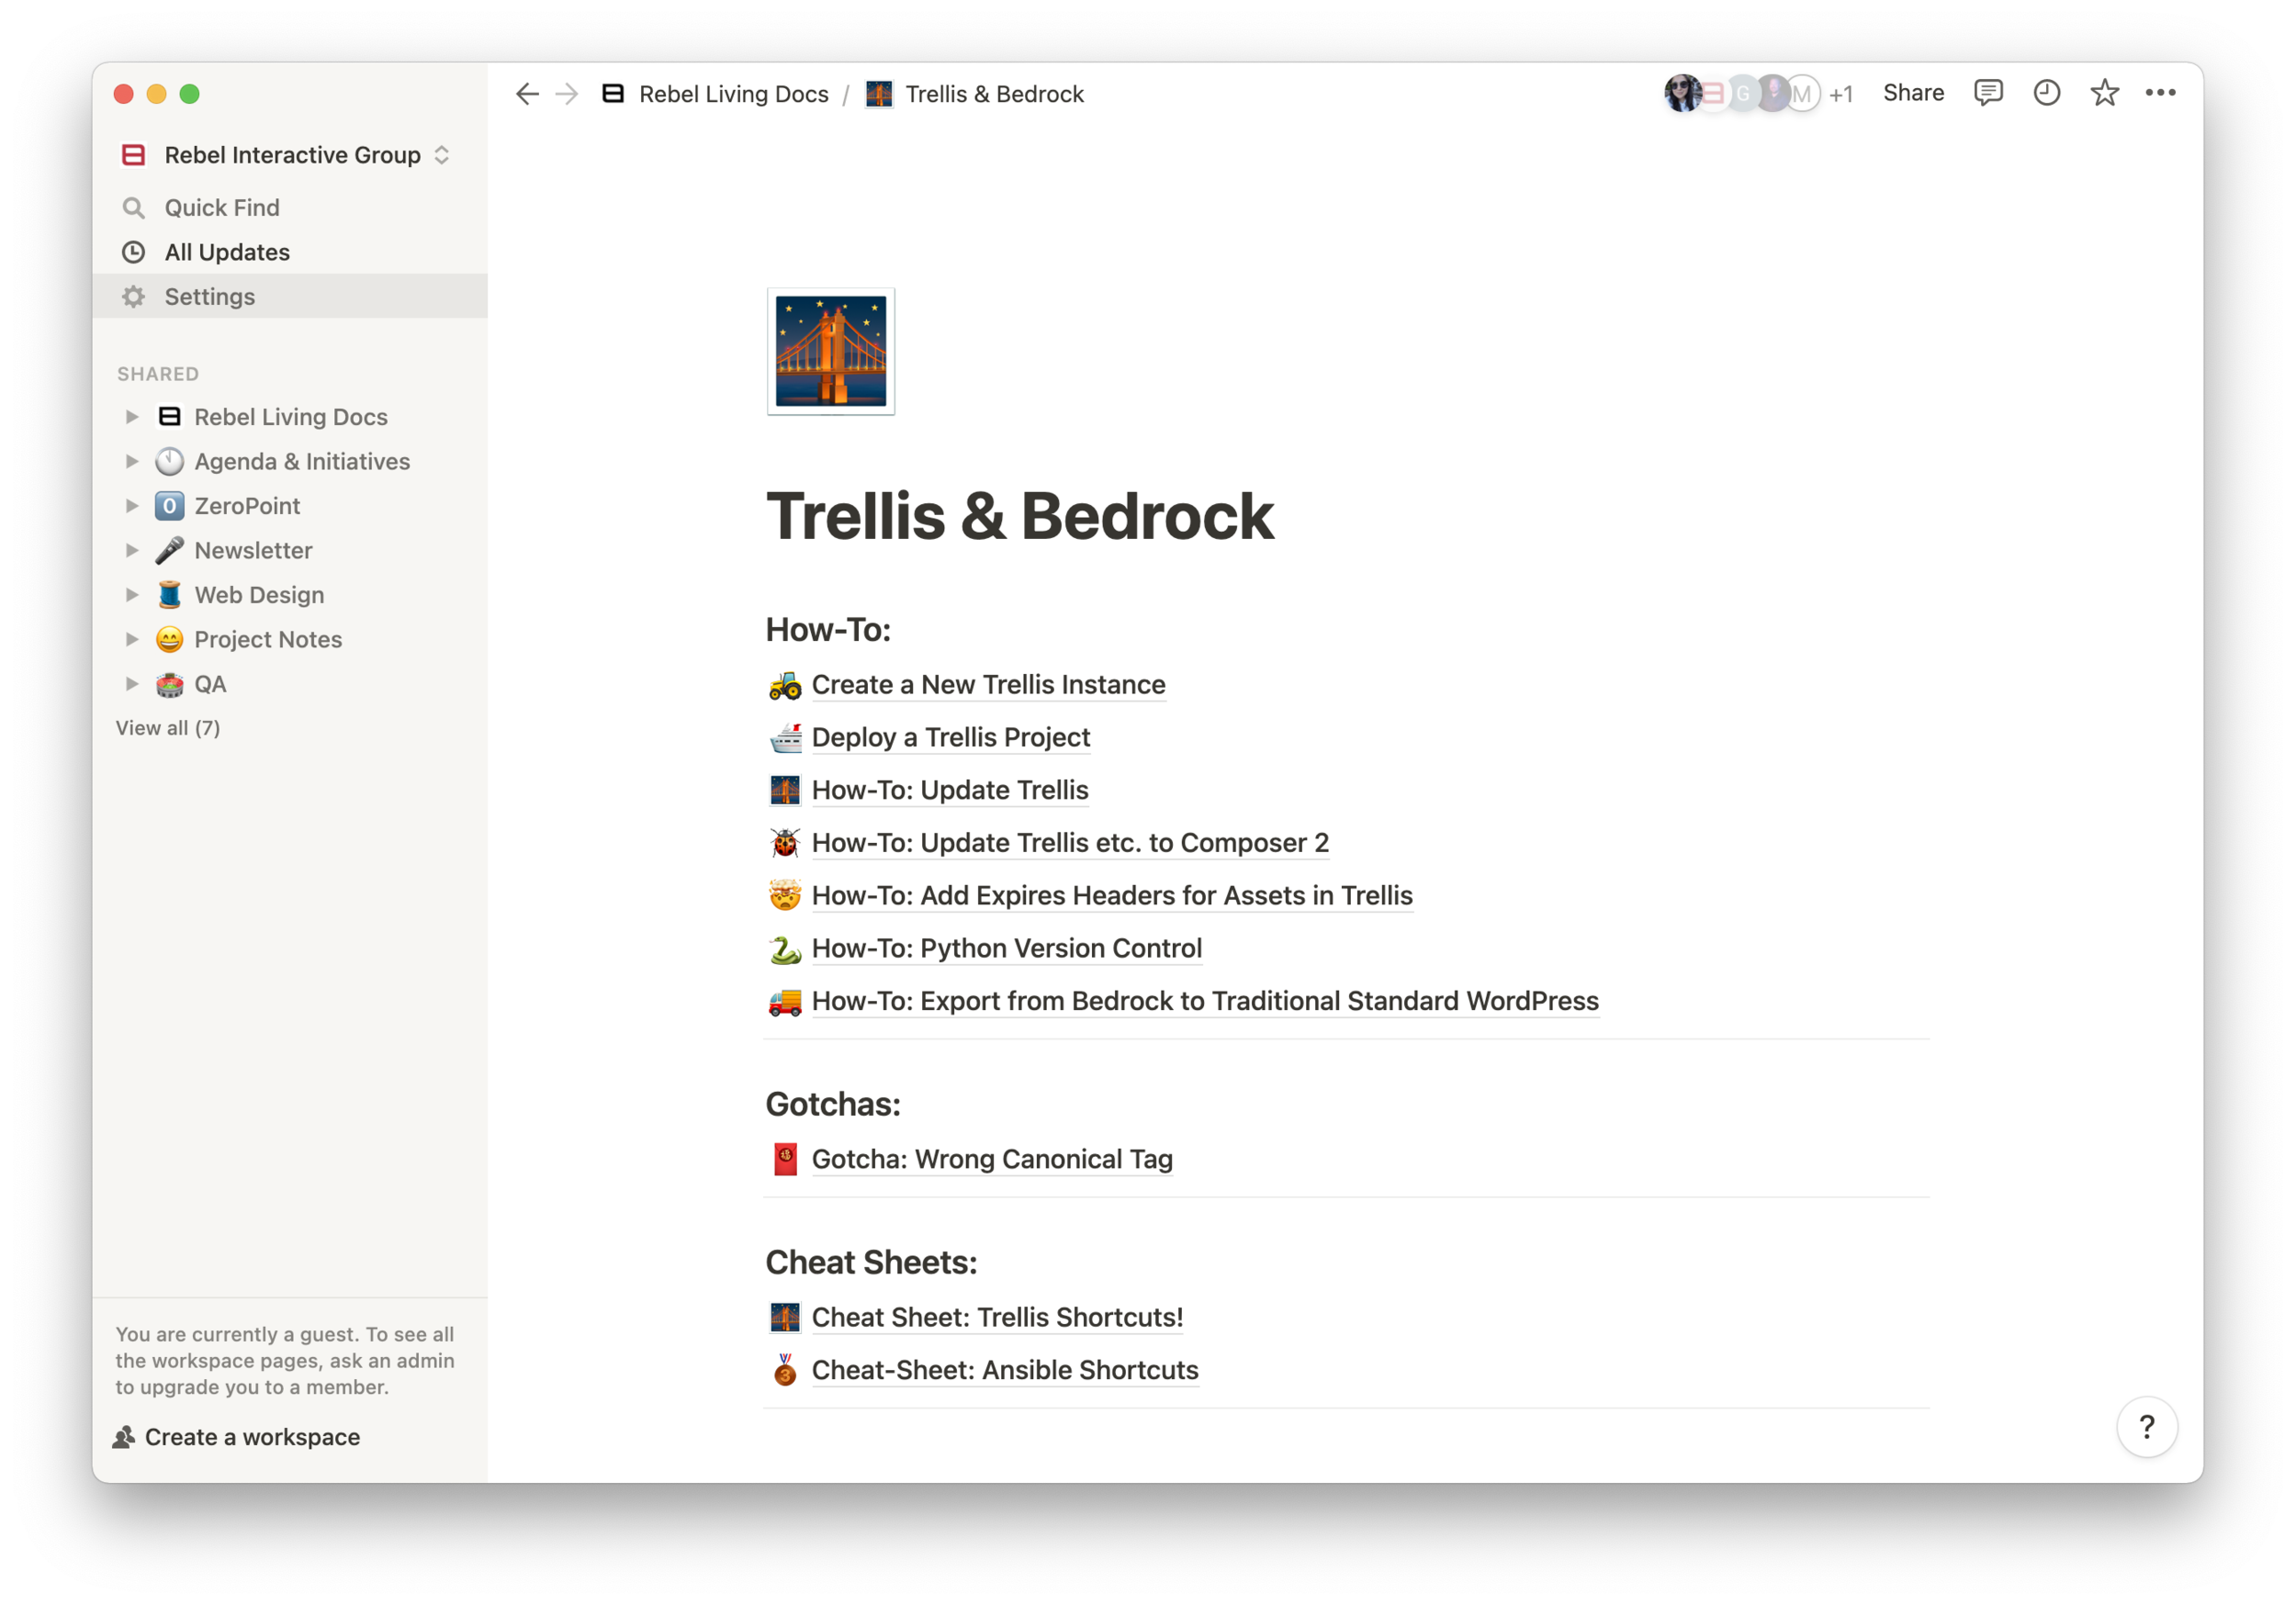 Rebel Living Docs / Trellis & Bedrock
G M +1 Share
Rebel Interactive Group
Quick Find
All Updates
Settings
SHARED
Rebel Living Docs
Agenda & Initiatives
0 ZeroPoint
Newsletter
Web Design
Project Notes
QA
View all (7)
You are currently a guest. To see all
the workspace pages, ask an admin
to upgrade you to a member.
Create a workspace
Trellis & Bedrock
How-To:
Create a New Trellis Instance
Deploy a Trellis Project
How-To: Update Trellis
How-To: Update Trellis etc. to Composer 2
How-To: Add Expires Headers for Assets in Trellis
How-To: Python Version Control
How-To: Export from Bedrock to Traditional Standard WordPress
Gotchas:
Gotcha: Wrong Canonical Tag
Cheat Sheets:
Cheat Sheet: Trellis Shortcuts!
3 Cheat-Sheet: Ansible Shortcuts
?